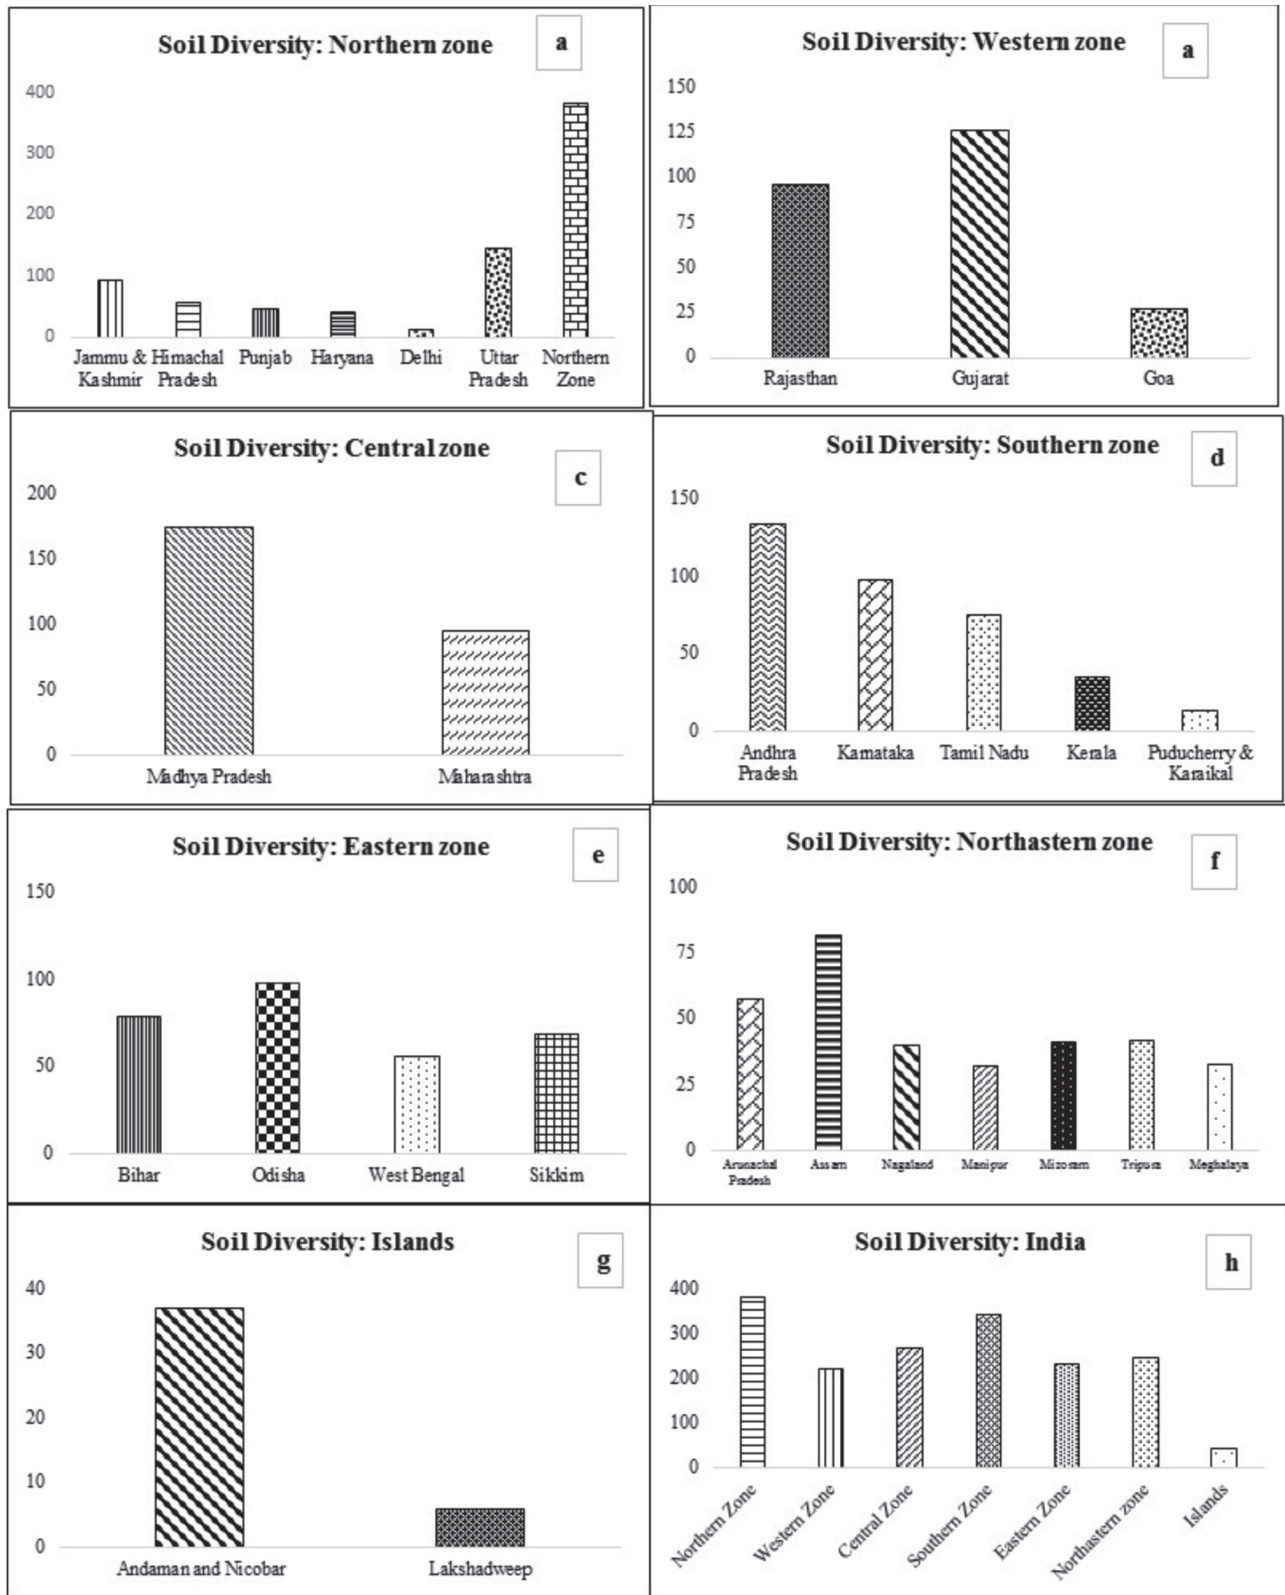 Soil Diversity: Northern zone
a
400
300
200
100
0
Jammu & Kashmir
Himachal Pradesh
Punjab
Haryana
Delhi
Uttar Pradesh
Northern Zone
Soil Diversity: Western zone
a
150
125
100
75
50
25
0
Rajasthan
Gujarat
Goa
Soil Diversity: Central zone
c
200
150
100
50
0
Madhya Pradesh
Maharashtra
Soil Diversity: Southern zone
d
150
100
50
0
Andhra Pradesh
Karnataka
Tamil Nadu
Kerala
Puducherry & Karaikal
Soil Diversity: Eastern zone
e
150
100
50
0
Bihar
Odisha
West Bengal
Sikkim
Soil Diversity: Northastern zone
f
100
75
50
25
0
Arunachal Pradesh
Assam
Nagaland
Manipur
Mizoram
Tripura
Meghalaya
Soil Diversity: Islands
g
40
30
20
10
0
Andaman and Nicobar
Lakshadweep
Soil Diversity: India
h
400
300
200
100
0
Northern Zone
Western Zone
Central Zone
Southern Zone
Eastern Zone
Northastern zone
Islands